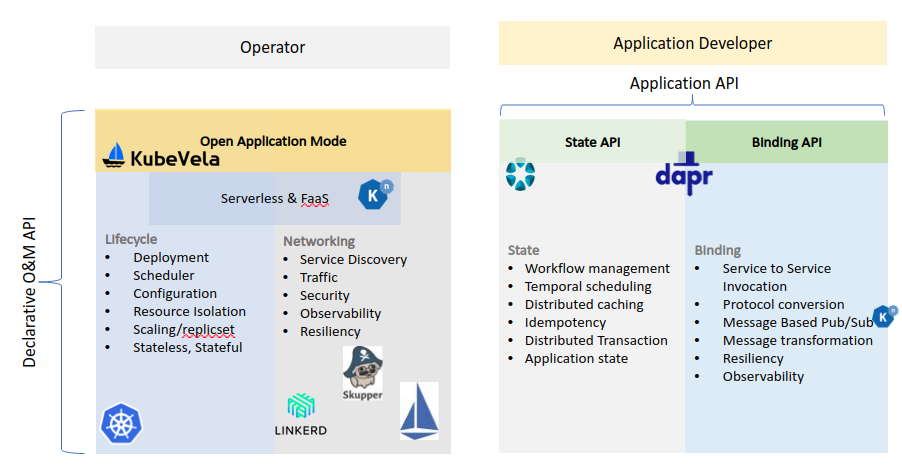 Operator
Application Developer
Application API
Declarative O&M API
Open Application Mode
KubeVela
Serverless & FaaS
K
n
Lifecycle
• Deployment
• Scheduler
• Configuration
• Resource Isolation
• Scaling/replicset
• Stateless, Stateful
Networking
• Service Discovery
• Traffic
• Security
• Observability
• Resiliency
Skupper
LINKERD
State API
Binding API
dapr
State
• Workflow management
• Temporal scheduling
• Distributed caching
• Idempotency
• Distributed Transaction
• Application state
Binding
• Service to Service
Invocation
• Protocol conversion
• Message Based Pub/Sub
K
n
• Message transformation
• Resiliency
• Observability